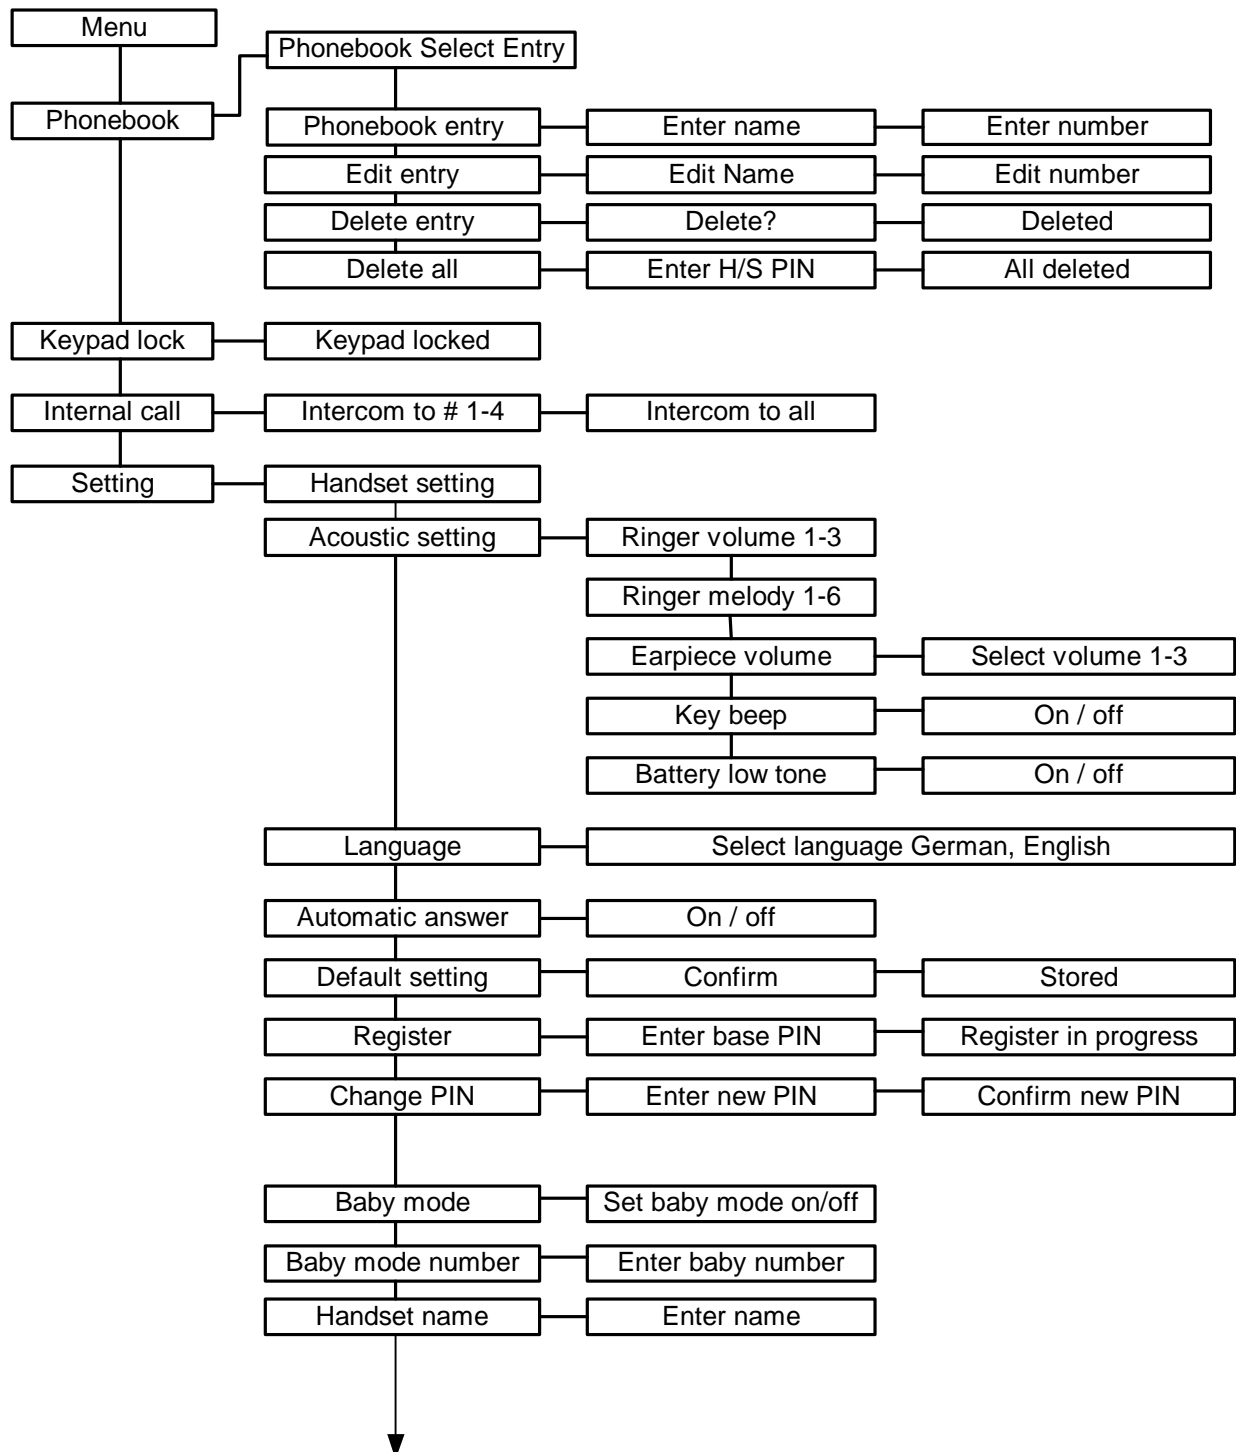 Menu
Phonebook Select Entry
Phonebook
Phonebook entry
Enter name
Enter number
Edit entry
Edit Name
Edit number
Delete entry
Delete?
Deleted
Delete all
Enter H/S PIN
All deleted
Keypad lock
Keypad locked
Internal call
Intercom to # 1-4
Intercom to all
Setting
Handset setting
Acoustic setting
Ringer volume 1-3
Ringer melody 1-6
Earpiece volume
Select volume 1-3
Key beep
On / off
Battery low tone
On / off
Language
Select language German, English
Automatic answer
On / off
Default setting
Confirm
Stored
Register
Enter base PIN
Register in progress
Change PIN
Enter new PIN
Confirm new PIN
Baby mode
Set baby mode on/off
Baby mode number
Enter baby number
Handset name
Enter name